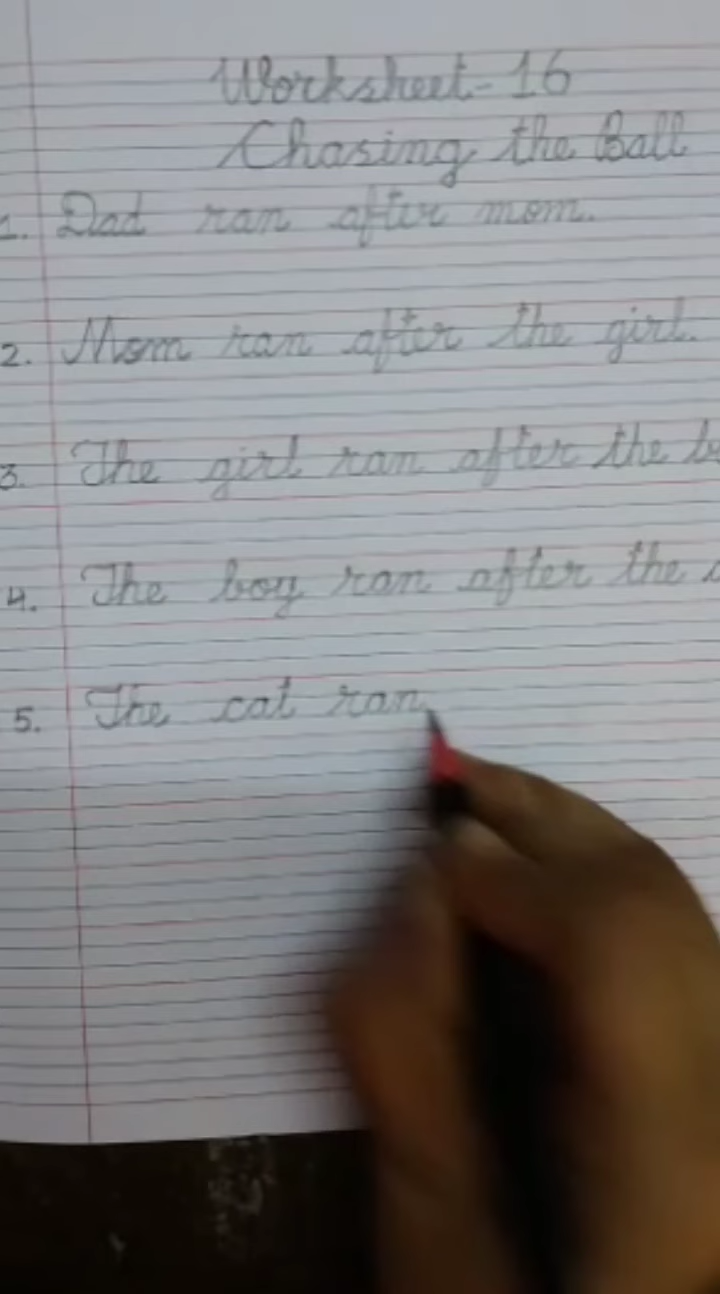 Worksheet-16
Chasing the Ball
1. Dad ran after mom.
2. Mom ran after the girl.
3. The girl ran after the
4. The boy ran after the
5. The cat ran